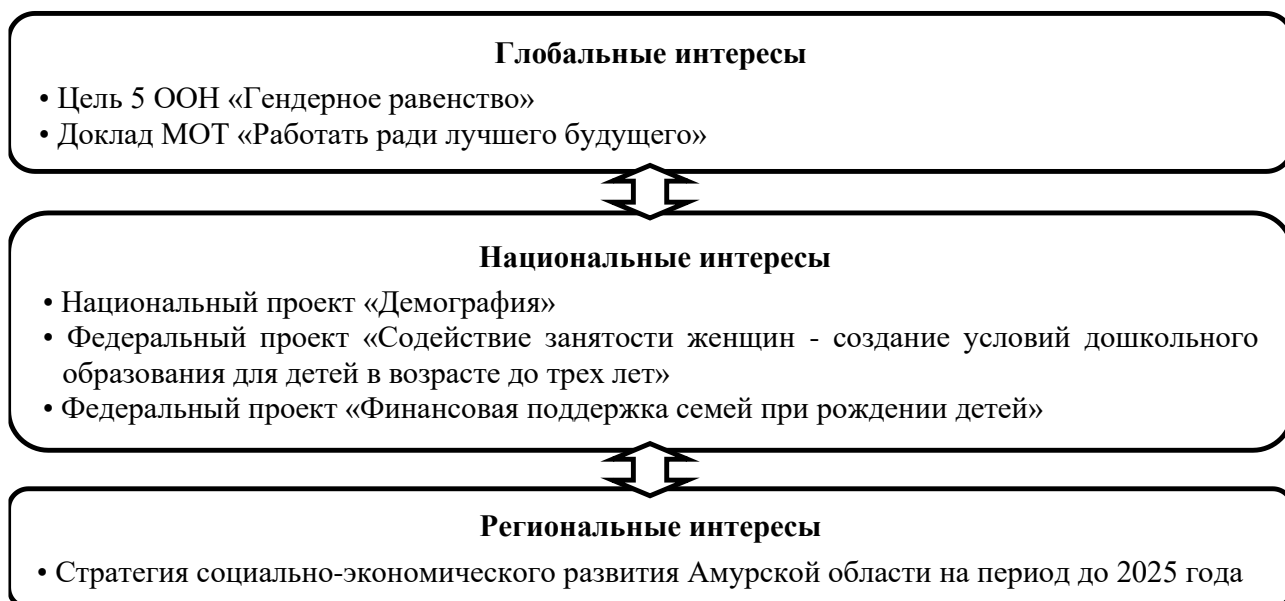 Глобальные интересы
• Цель 5 ООН «Гендерное равенство»
• Доклад МОТ «Работать ради лучшего будущего»
Национальные интересы
• Национальный проект «Демография»
• Федеральный проект «Содействие занятости женщин - создание условий дошкольного
образования для детей в возрасте до трех лет»
• Федеральный проект «Финансовая поддержка семей при рождении детей»
Региональные интересы
• Стратегия социально-экономического развития Амурской области на период до 2025 года